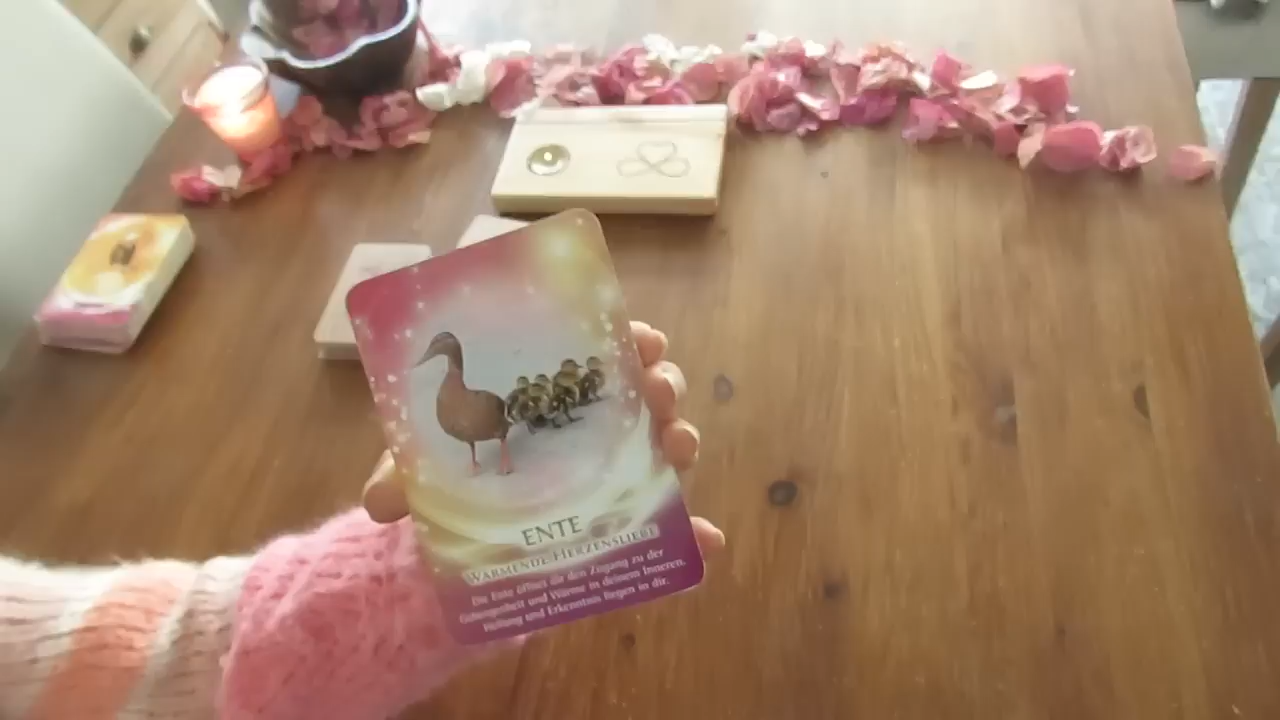 ENTE
WÄRMENDE HERZENSLIEBE
Die Ente öffnet dir den Zugang zu der
Geborgenheit und Wärme in deinem Inneren.
Heilung und Erkenntnis liegen in dir.